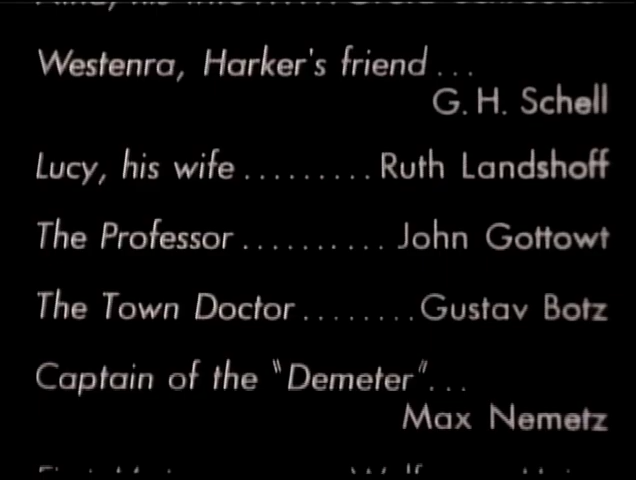 Westenra, Harker's friend...
G. H. Schell
Lucy, his wife.........Ruth Landshoff
The Professor..........John Gottowt
The Town Doctor........Gustav Botz
Captain of the "Demeter"...
Max Nemetz